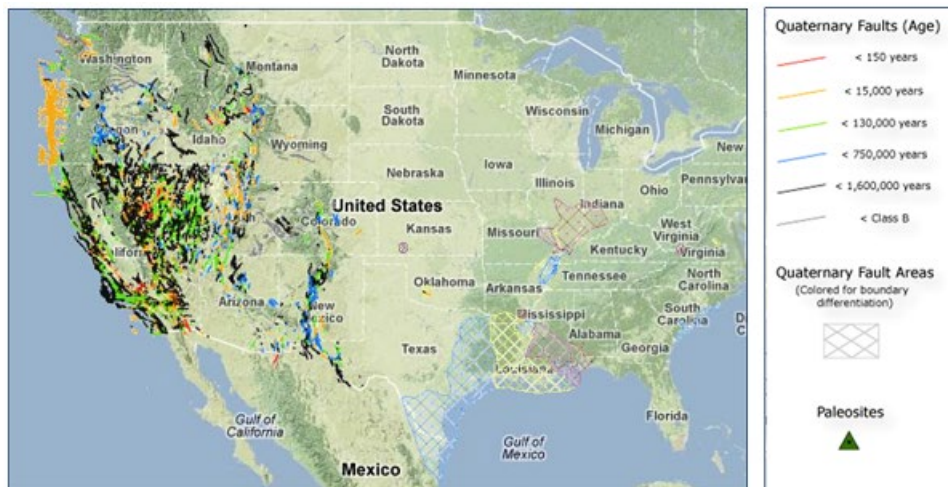 Washington
Montana
North
Dakota
Minnesota
South
Dakota
Wisconsin
Michigan
Idaho
Wyoming
Iowa
Nebraska
New
Pennsylvan
Illinois
Indiana
Ohio
United States
Colorado
Kansas
Missouri
West
Virginia
Virginia
Kentucky
Oklahoma
Tennessee
North
Carolina
Arizona
New
Mexico
Arkansas
Mississippi
South
Carolina
Alabama
Georgia
Texas
Louisiana
Florida
Gulf of
California
Gulf of
Mexico
Mexico
Quaternary Faults (Age)
< 150 years
< 15,000 years
< 130,000 years
< 750,000 years
< 1,600,000 years
< Class B
Quaternary Fault Areas
(Colored for boundary
differentiation)
Paleosites